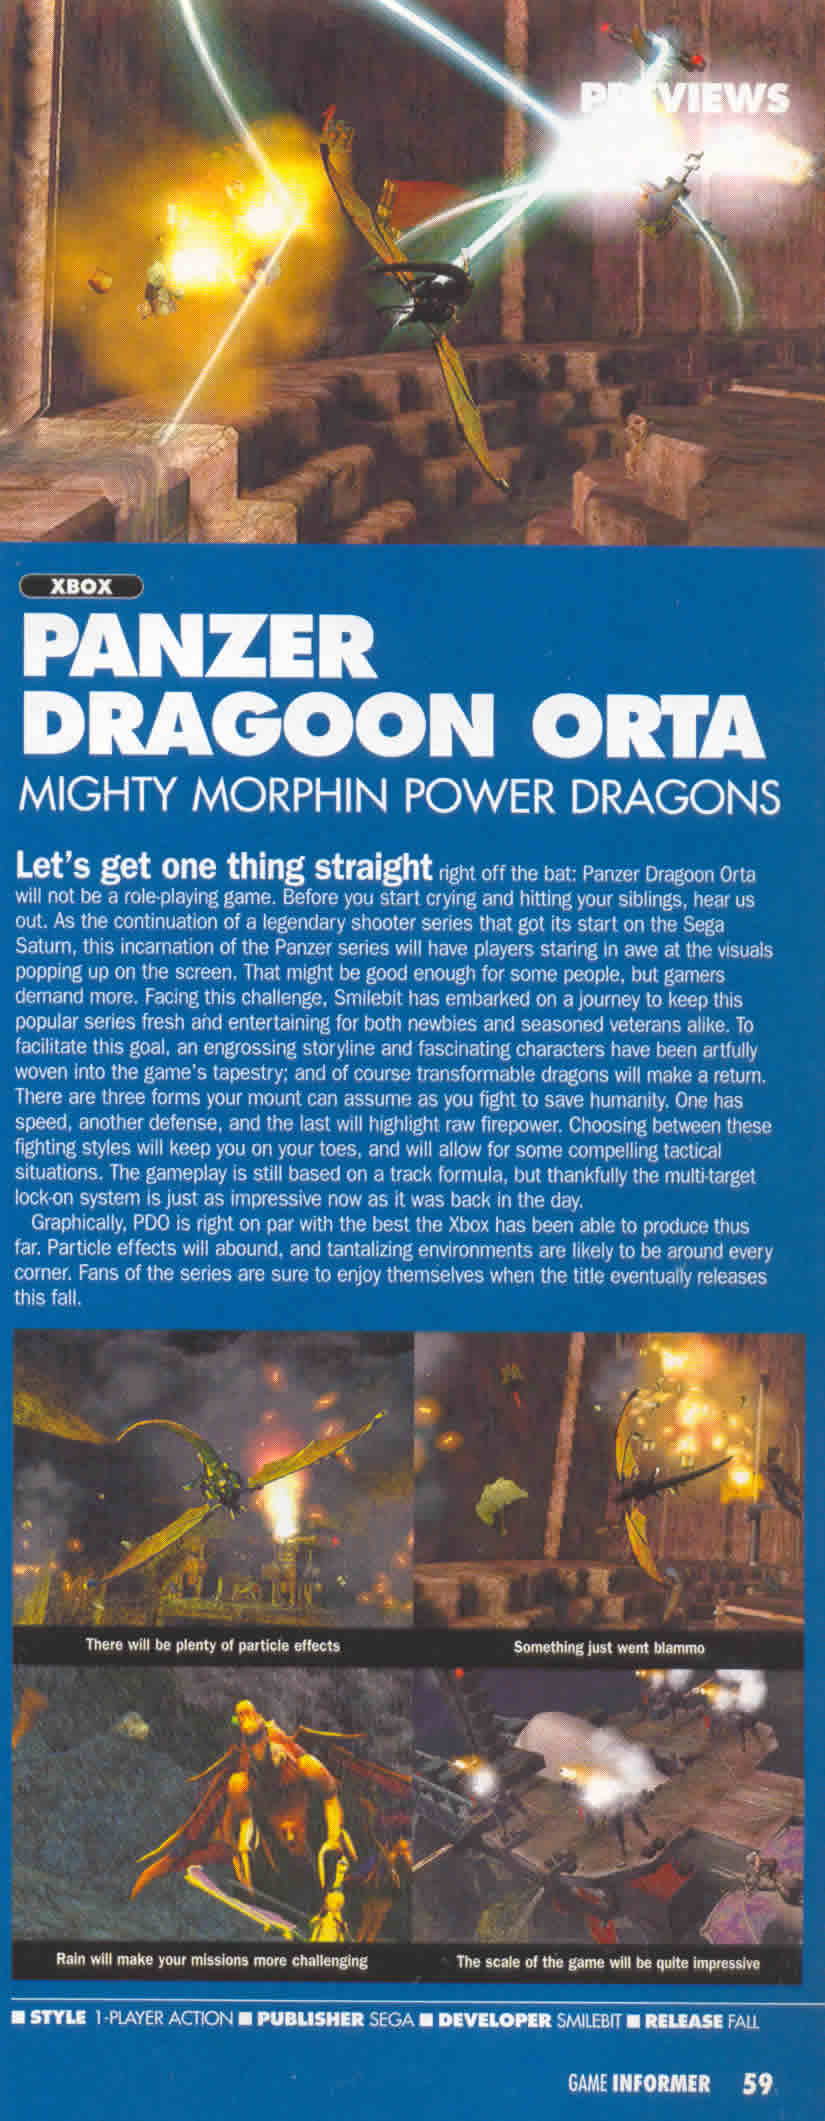 PREVIEWS
XBOX
PANZER
DRAGOON ORTA
MIGHTY MORPHIN POWER DRAGONS
Let's get one thing straight right off the bat: Panzer Dragoon Orta
will not be a role-playing game. Before you start crying and hitting your siblings, hear us
out. As the continuation of a legendary shooter series that got its start on the Sega
Saturn, this incarnation of the Panzer series will have players staring in awe at the visuals
popping up on the screen. That might be good enough for some people, but gamers
demand more. Facing this challenge, Smilebit has embarked on a journey to keep this
popular series fresh and entertaining for both newbies and seasoned veterans alike. To
facilitate this goal, an engrossing storyline and fascinating characters have been artfully
woven into the game's tapestry; and of course transformable dragons will make a return.
There are three forms your mount can assume as you fight to save humanity. One has
speed, another defense, and the last will highlight raw firepower. Choosing between these
fighting styles will keep you on your toes, and will allow for some compelling tactical
situations. The gameplay is still based on a track formula, but thankfully the multi-target
lock-on system is just as impressive now as it was back in the day.
Graphically, PDO is right on par with the best the Xbox has been able to produce thus
far. Particle effects will abound, and tantalizing environments are likely to be around every
corner. Fans of the series are sure to enjoy themselves when the title eventually releases
this fall.
There will be plenty of particle effects
Something just went blammo
Rain will make your missions more challenging
The scale of the game will be quite impressive
■ STYLE 1-PLAYER ACTION ■ PUBLISHER SEGA ■ DEVELOPER SMILEBIT ■ RELEASE FALL
GAME INFORMER 59